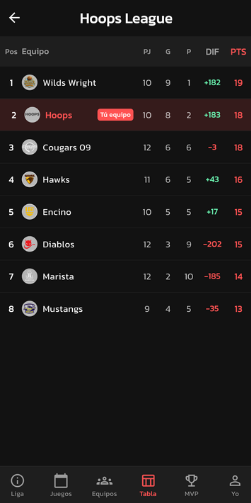 Hoops League
Pos Equipo PJ G P DIF PTS
1 Wilds Wright 10 9 1 +182 19
2 HOOPS Hoops Tú equipo 10 8 2 +183 18
3 Cougars 09 12 6 6 -3 18
4 Hawks 11 6 5 +43 16
5 Encino 10 5 5 +17 15
6 Diablos 12 3 9 -202 15
7 Marista 12 2 10 -185 14
8 Mustangs 9 4 5 -35 13
Liga Juegos Equipos Tabla MVP Yo